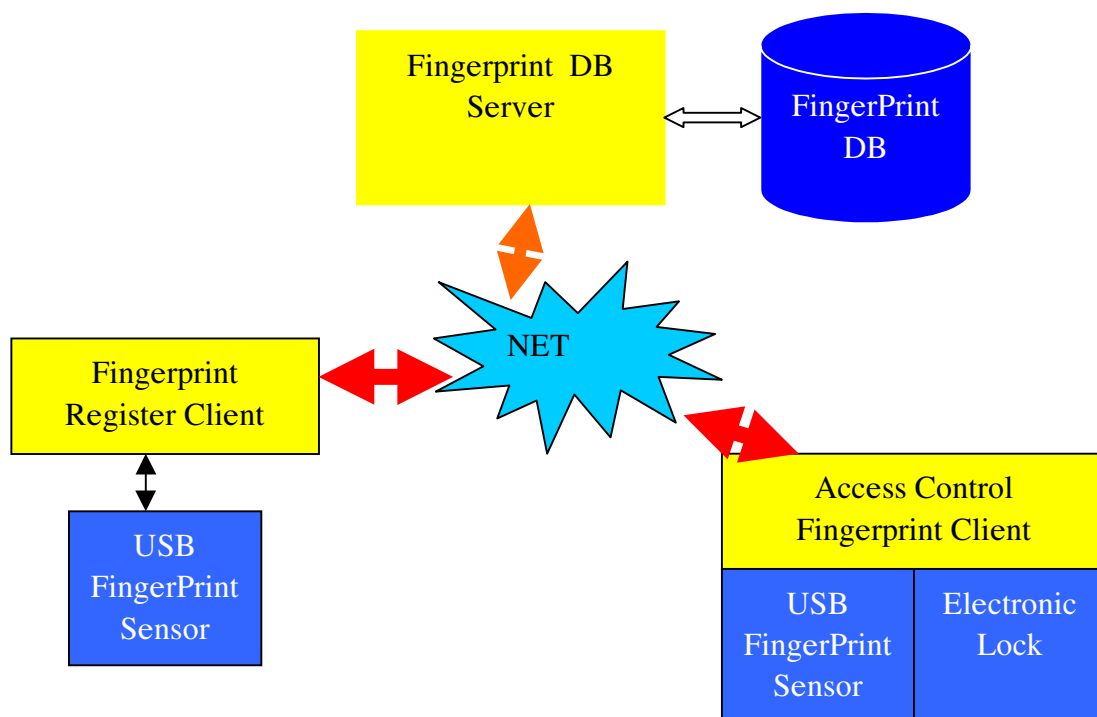 Fingerprint  DB
Server
FingerPrint
DB
NET
Fingerprint
Register Client
USB
FingerPrint
Sensor
Access Control
Fingerprint Client
USB
FingerPrint
Sensor
Electronic
Lock